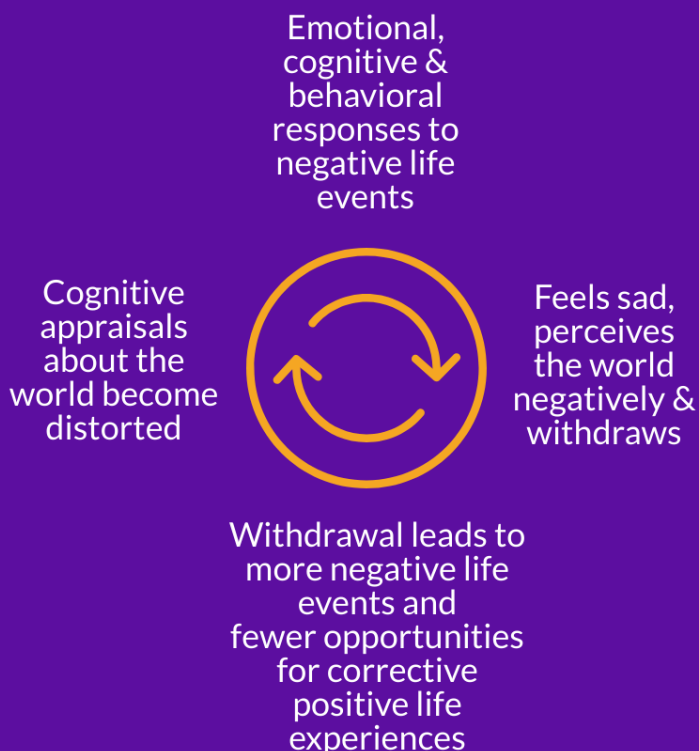 Emotional,
cognitive &
behavioral
responses to
negative life
events
Cognitive
appraisals
about the
world become
distorted
Feels sad,
perceives
the world
negatively &
withdraws
Withdrawal leads to
more negative life
events and
fewer opportunities
for corrective
positive life
experiences